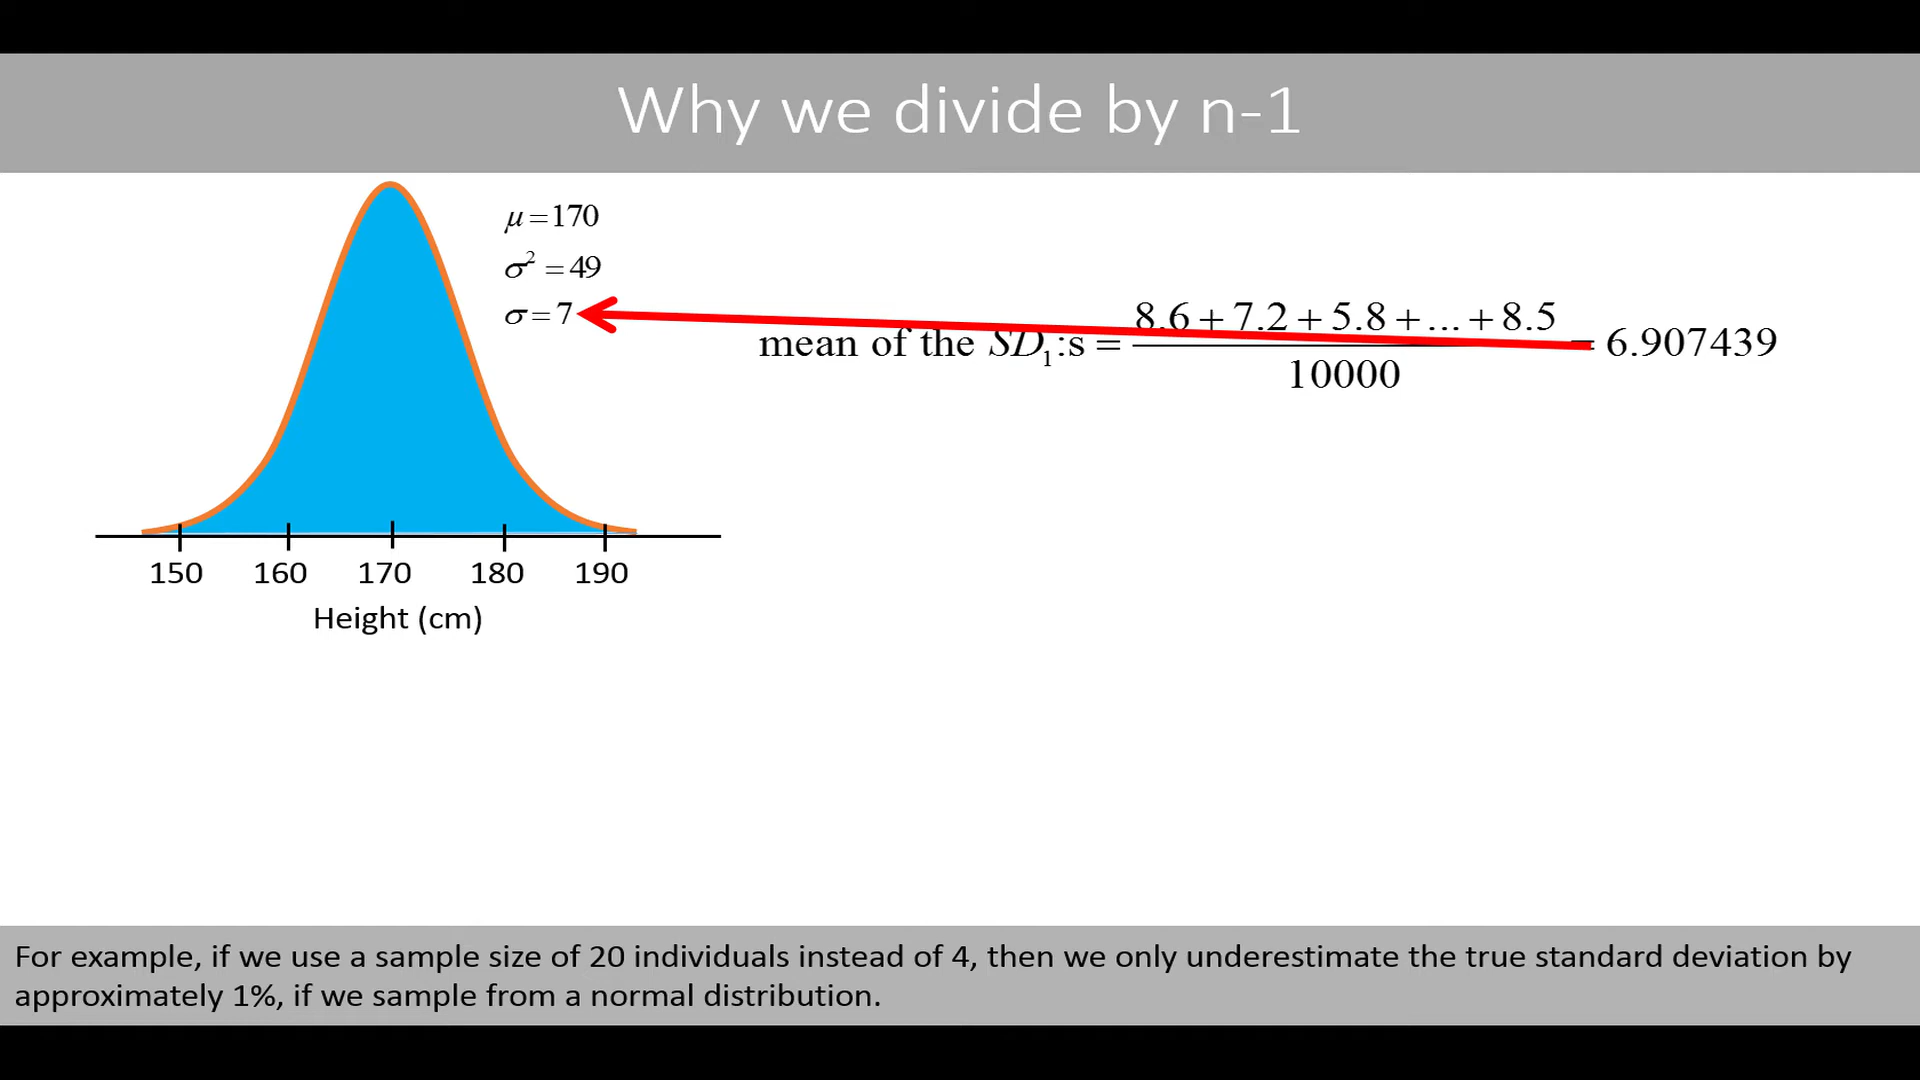 Why we divide by n-1
μ = 170
σ² = 49
σ = 7
8.6 + 7.2 + 5.8 + ... + 8.5
mean of the SD₁:s = = 6.907439
10000
150 160 170 180 190
Height (cm)
For example, if we use a sample size of 20 individuals instead of 4, then we only underestimate the true standard deviation by
approximately 1%, if we sample from a normal distribution.